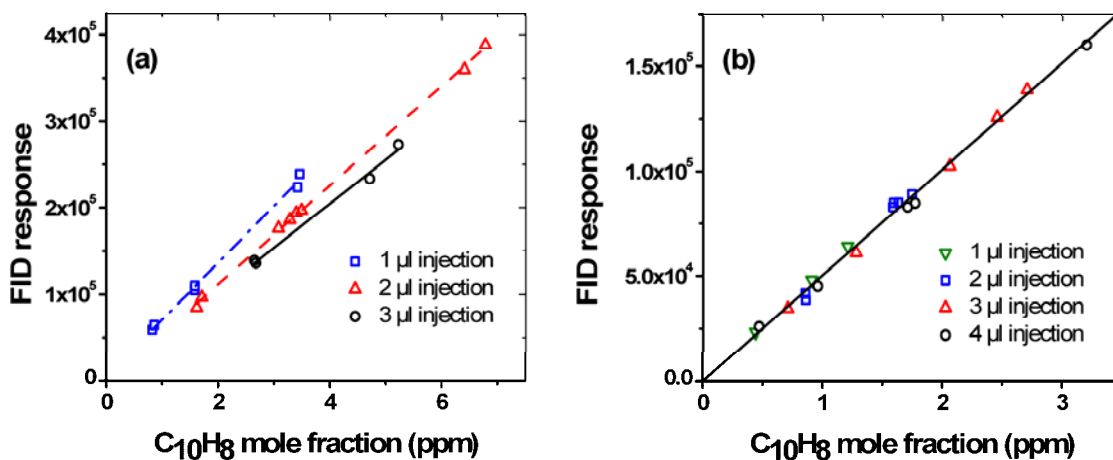 (a)
FID response
4x10⁵
3x10⁵
2x10⁵
1x10⁵
0
0 2 4 6
C₁₀H₈ mole fraction (ppm)
1 µl injection
2 µl injection
3 µl injection
(b)
FID response
1.5x10⁵
1.0x10⁵
5.0x10⁴
0.0
0 1 2 3
C₁₀H₈ mole fraction (ppm)
1 µl injection
2 µl injection
3 µl injection
4 µl injection